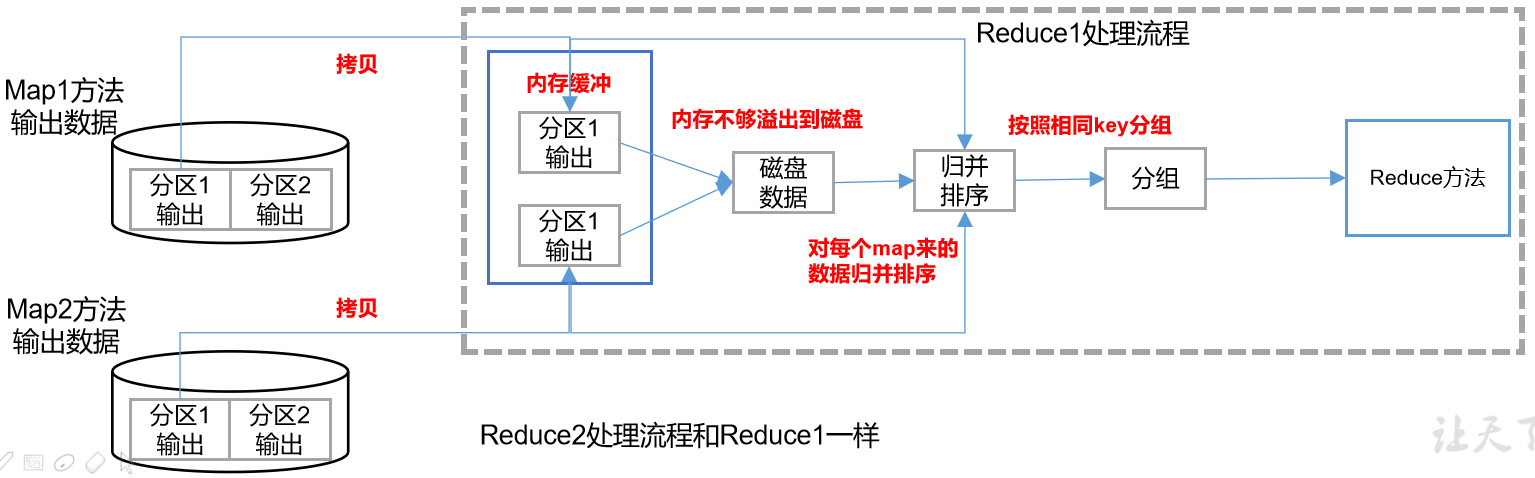 Reduce1处理流程
拷贝
Map1方法
输出数据
分区1
输出
分区2
输出
内存缓冲
分区1
输出
分区1
输出
内存不够溢出到磁盘
磁盘
数据
归并
排序
对每个map来的
数据归并排序
按照相同key分组
分组
Reduce方法
拷贝
Map2方法
输出数据
分区1
输出
分区2
输出
Reduce2处理流程和Reduce1一样
让天下